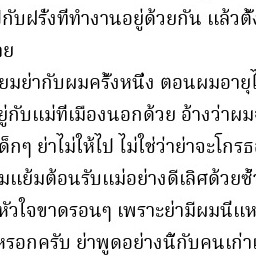 กับฝรั่งที่ทำงานอยู่ด้วยกัน แล้วตั้ง
ย
ยมย่ากับผมครั้งหนึ่ง ตอนผมอายุไ
ยู่กับแม่ที่เมืองนอกด้วย อ้างว่าผม
ด็กๆ ย่าไม่ให้ไป ไม่ใช่ว่าย่าจะโกรธ
มแย้มต้อนรับแม่อย่างดีเลิศด้วยซ้ำ
หัวใจขาดรอนๆ เพราะย่ามีผมนี่แห
หรอกครับ ย่าพูดอย่างนี้กับคนเก่าเ